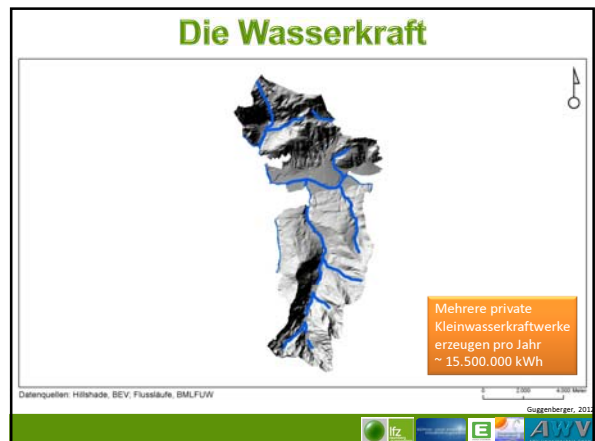 Die Wasserkraft
Mehrere private
Kleinwasserkraftwerke
erzeugen pro Jahr
~ 15.500.000 kWh
Datenquellen: Hillshade, BEV; Flussläufe, BMLFUW
0 2.000 4.000 Meter
Guggenberger, 2012
lfz
E
AWV